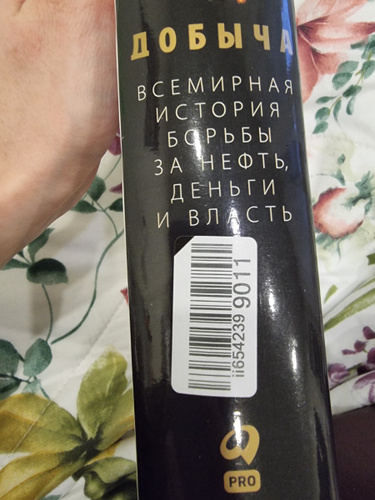 ДОБЫЧА
ВСЕМИРНАЯ
ИСТОРИЯ
БОРЬБЫ
ЗА НЕФТЬ,
ДЕНЬГИ
И ВЛАСТЬ
ii654239 9011
PRO